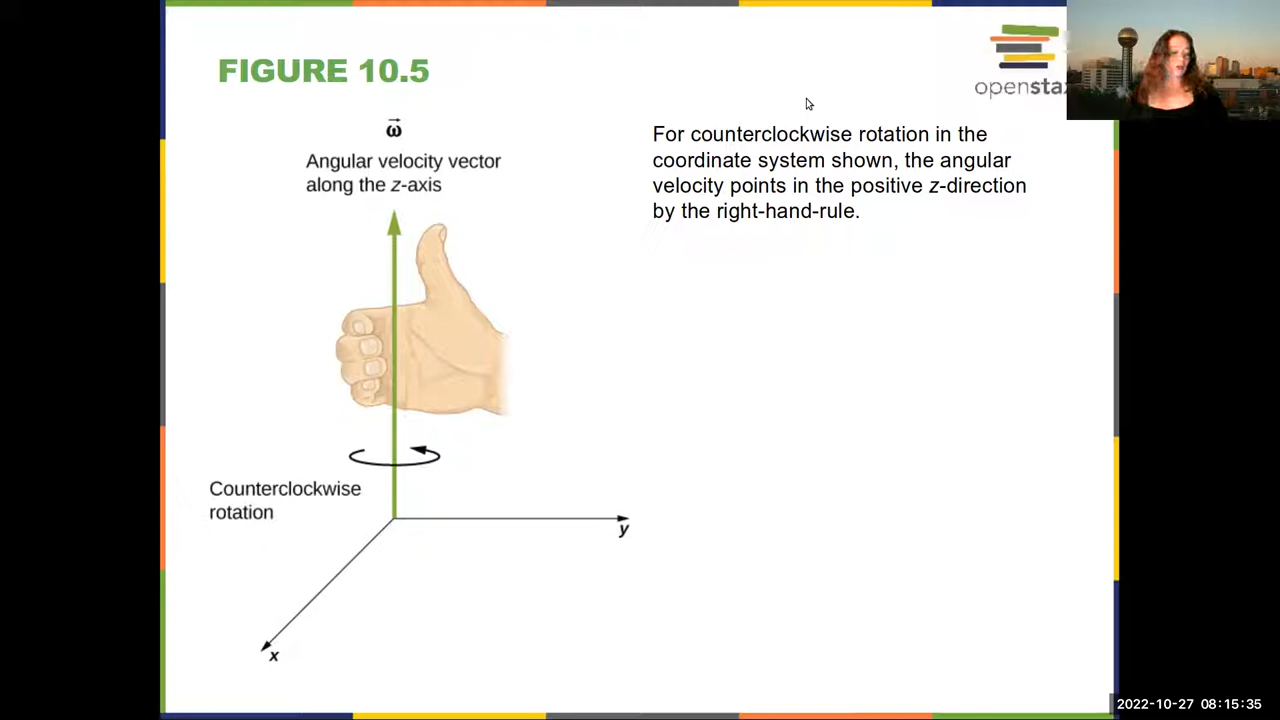 FIGURE 10.5
openstax
ω
Angular velocity vector
along the z-axis
For counterclockwise rotation in the
coordinate system shown, the angular
velocity points in the positive z-direction
by the right-hand-rule.
Counterclockwise
rotation
y
x
2022-10-27 08:15:35